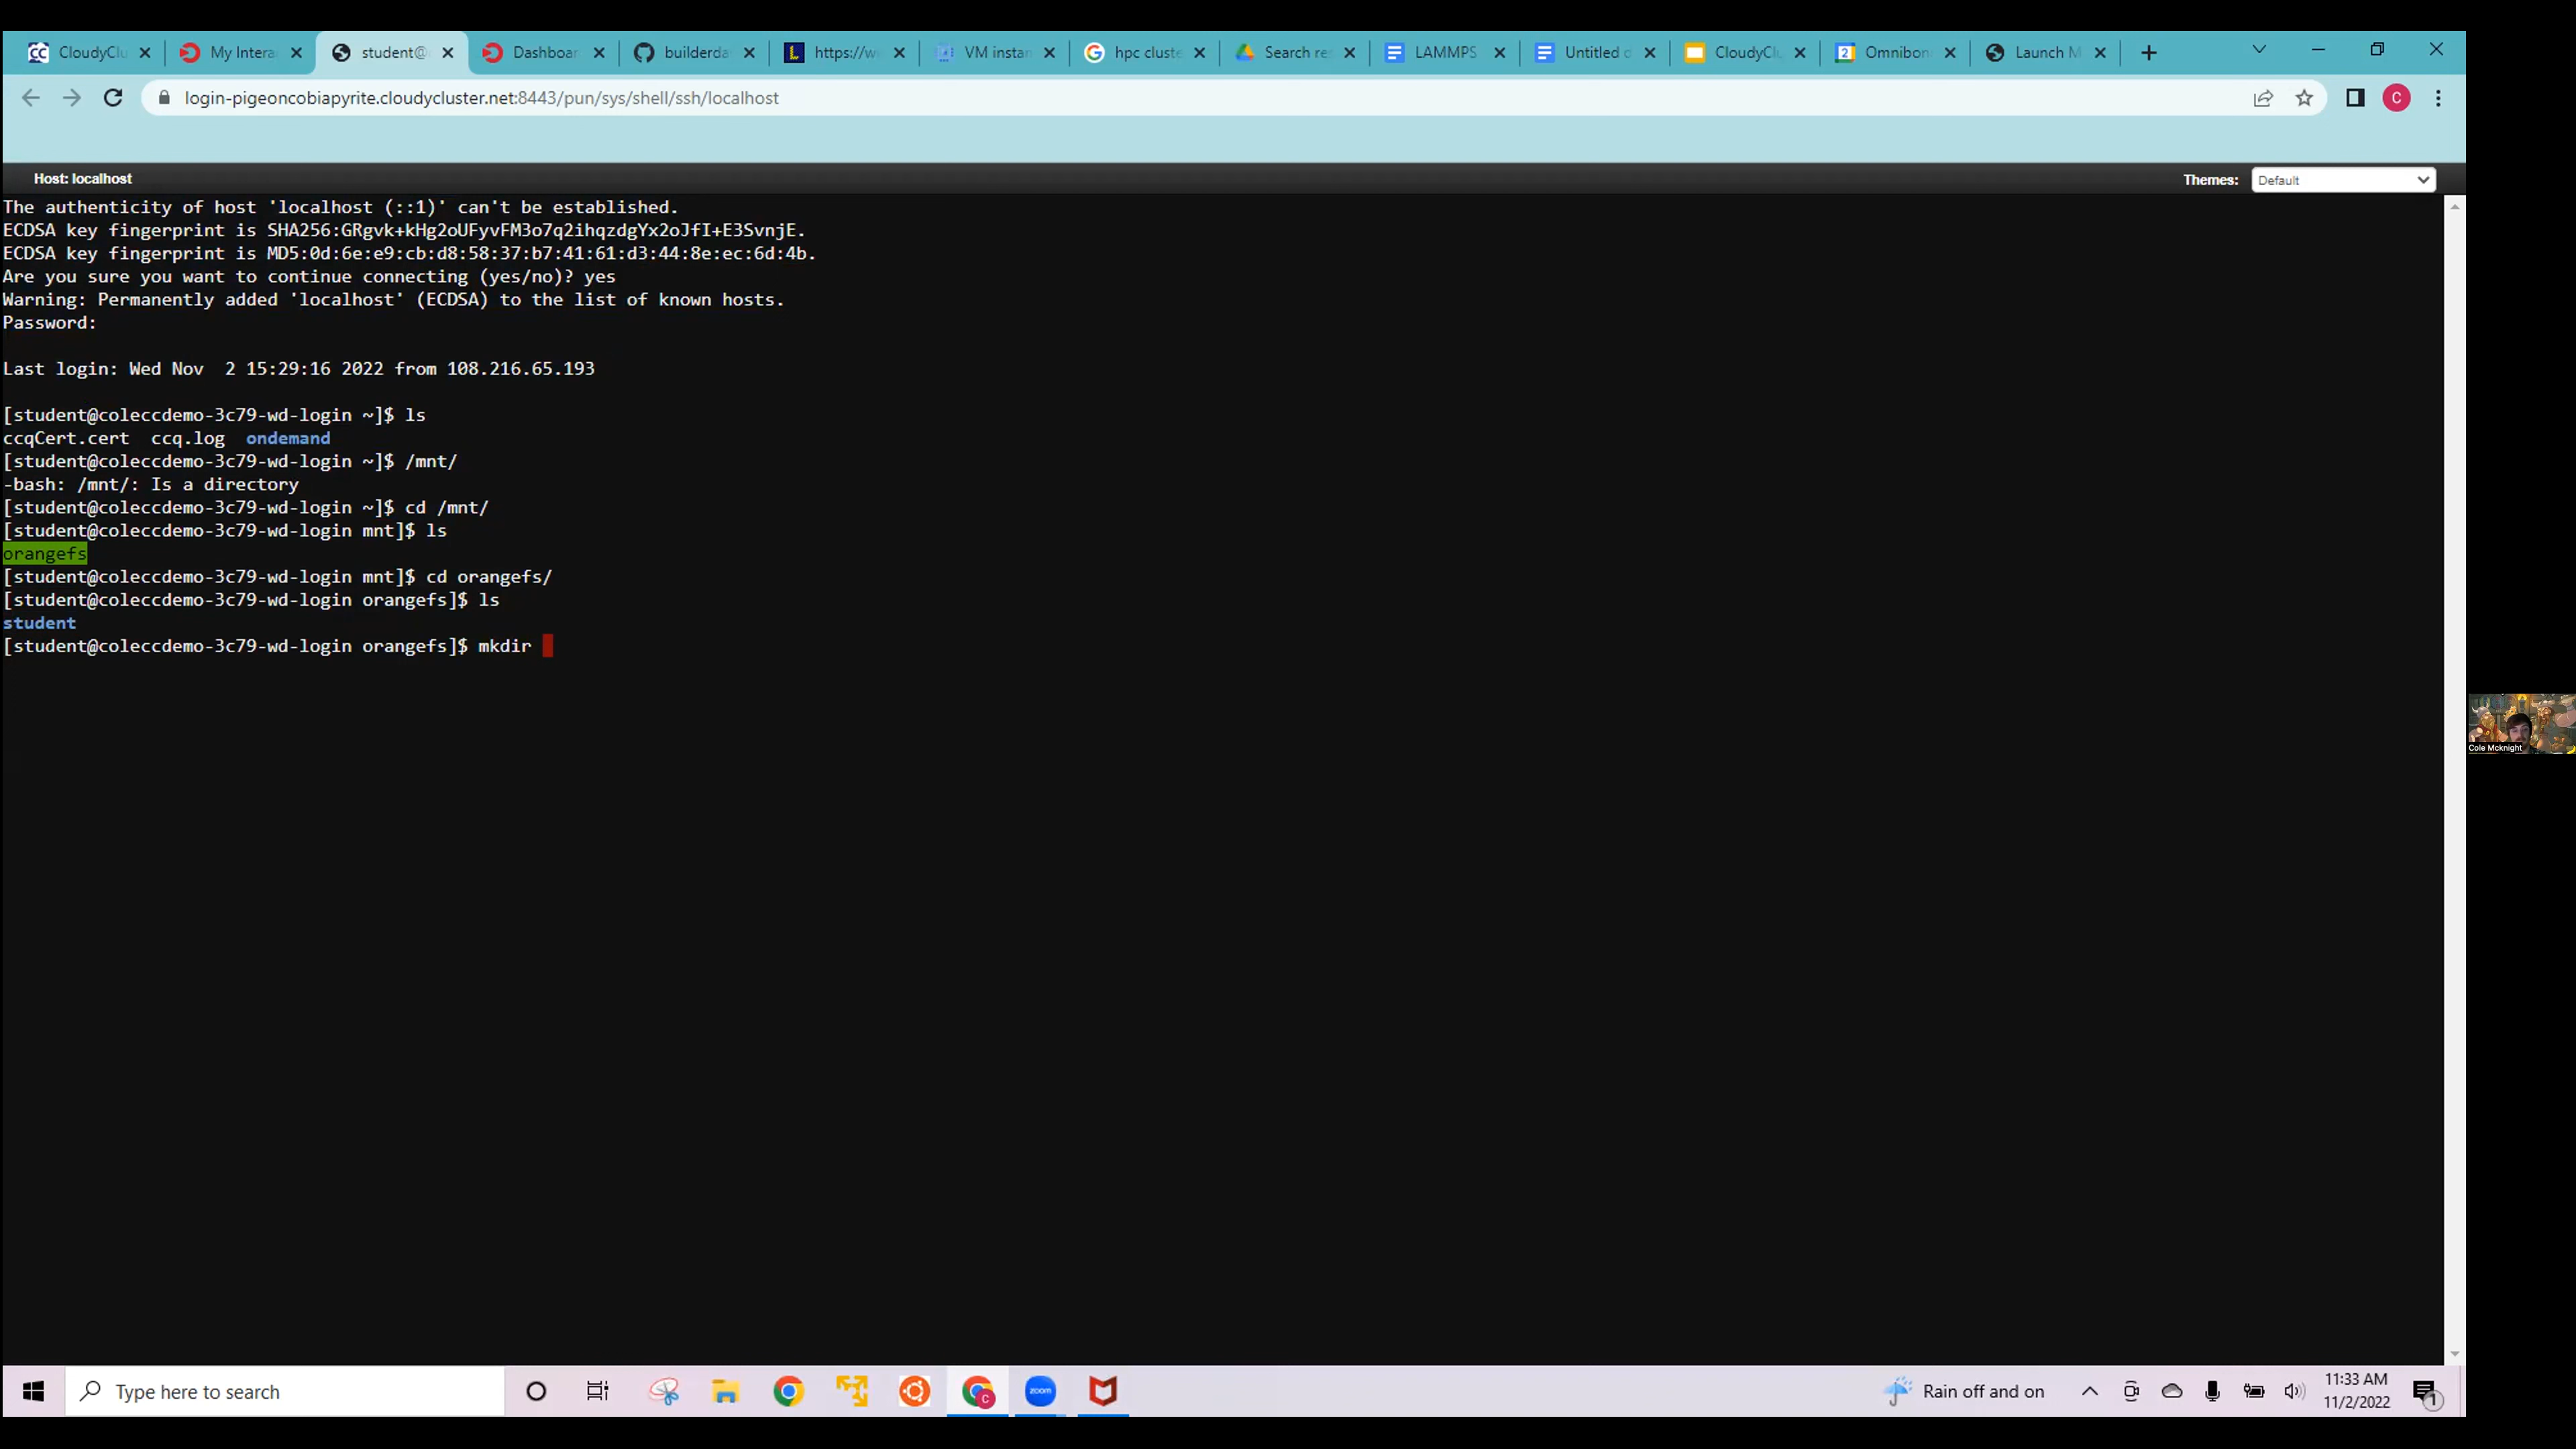 CloudyClu
My Intera
student@
Dashboar
builderda
https://w
VM instan
hpc cluste
Search re
LAMMPS
Untitled d
CloudyClu
2
Omnibon
Launch M
login-pigeoncobiapyrite.cloudycluster.net:8443/pun/sys/shell/ssh/localhost
C
Host: localhost
Themes:
Default
The authenticity of host 'localhost (::1)' can't be established.
ECDSA key fingerprint is SHA256:GRgvk+kHg2oUFyvFM3o7q2ihqzdgYx2oJfI+E3SvnjE.
ECDSA key fingerprint is MD5:0d:6e:e9:cb:d8:58:37:b7:41:61:d3:44:8e:ec:6d:4b.
Are you sure you want to continue connecting (yes/no)? yes
Warning: Permanently added 'localhost' (ECDSA) to the list of known hosts.
Password:
Last login: Wed Nov  2 15:29:16 2022 from 108.216.65.193
[student@coleccdemo-3c79-wd-login ~]$ ls
ccqCert.cert  ccq.log  ondemand
[student@coleccdemo-3c79-wd-login ~]$ /mnt/
-bash: /mnt/: Is a directory
[student@coleccdemo-3c79-wd-login ~]$ cd /mnt/
[student@coleccdemo-3c79-wd-login mnt]$ ls
orangefs
[student@coleccdemo-3c79-wd-login mnt]$ cd orangefs/
[student@coleccdemo-3c79-wd-login orangefs]$ ls
student
[student@coleccdemo-3c79-wd-login orangefs]$ mkdir
Cole Mcknight
Type here to search
C
zoom
Rain off and on
11:33 AM
11/2/2022
1